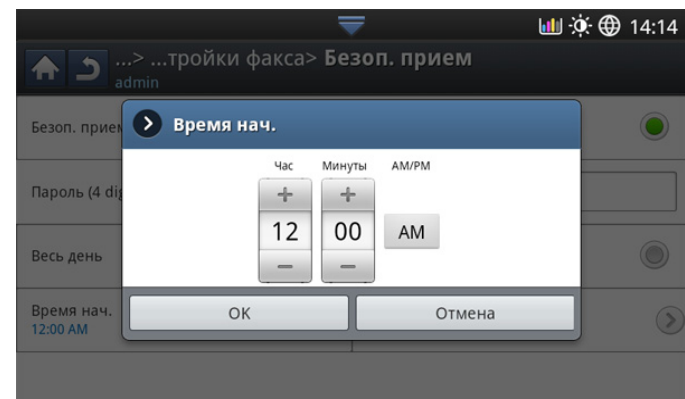 14:14
...> ...тройки факса> Безоп. прием
admin
Безоп. прием
Время нач.
Час Минуты AM/PM
Пароль (4 dig
12 00 AM
Весь день
Время нач.
12:00 AM
OK Отмена